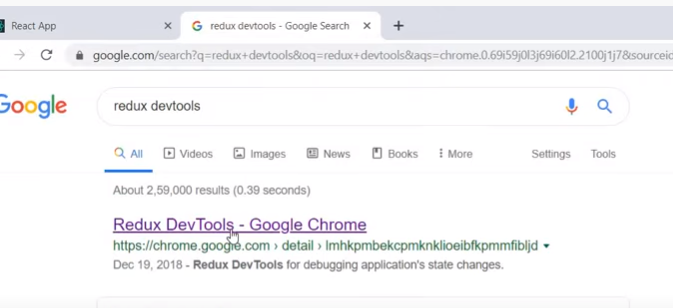 React App
redux devtools - Google Search
google.com/search?q=redux+devtools&oq=redux+devtools&aqs=chrome.0.69i59j0l3j69i60l2.2100j1j7&sourceid
Google
redux devtools
All Videos Images News Books More Settings Tools
About 2,59,000 results (0.39 seconds)
Redux DevTools - Google Chrome
https://chrome.google.com › detail › lmhkpmbekcpmknklioeibfkpmmfibljd
Dec 19, 2018 - Redux DevTools for debugging application's state changes.